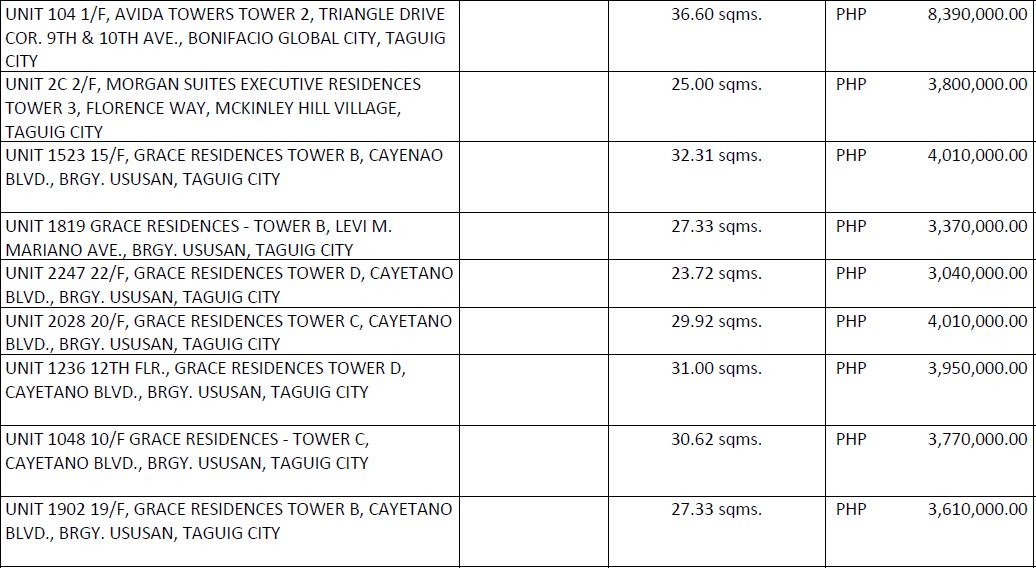 UNIT 104 1/F, AVIDA TOWERS TOWER 2, TRIANGLE DRIVE 36.60 sqms. PHP 8,390,000.00
COR. 9TH & 10TH AVE., BONIFACIO GLOBAL CITY, TAGUIG
CITY
UNIT 2C 2/F, MORGAN SUITES EXECUTIVE RESIDENCES 25.00 sqms. PHP 3,800,000.00
TOWER 3, FLORENCE WAY, MCKINLEY HILL VILLAGE,
TAGUIG CITY
UNIT 1523 15/F, GRACE RESIDENCES TOWER B, CAYENAO 32.31 sqms. PHP 4,010,000.00
BLVD., BRGY. USUSAN, TAGUIG CITY
UNIT 1819 GRACE RESIDENCES - TOWER B, LEVI M. 27.33 sqms. PHP 3,370,000.00
MARIANO AVE., BRGY. USUSAN, TAGUIG CITY
UNIT 2247 22/F, GRACE RESIDENCES TOWER D, CAYETANO 23.72 sqms. PHP 3,040,000.00
BLVD., BRGY. USUSAN, TAGUIG CITY
UNIT 2028 20/F, GRACE RESIDENCES TOWER C, CAYETANO 29.92 sqms. PHP 4,010,000.00
BLVD., BRGY. USUSAN, TAGUIG CITY
UNIT 1236 12TH FLR., GRACE RESIDENCES TOWER D, 31.00 sqms. PHP 3,950,000.00
CAYETANO BLVD., BRGY. USUSAN, TAGUIG CITY
UNIT 1048 10/F GRACE RESIDENCES - TOWER C, 30.62 sqms. PHP 3,770,000.00
CAYETANO BLVD., BRGY. USUSAN, TAGUIG CITY
UNIT 1902 19/F, GRACE RESIDENCES TOWER B, CAYETANO 27.33 sqms. PHP 3,610,000.00
BLVD., BRGY. USUSAN, TAGUIG CITY